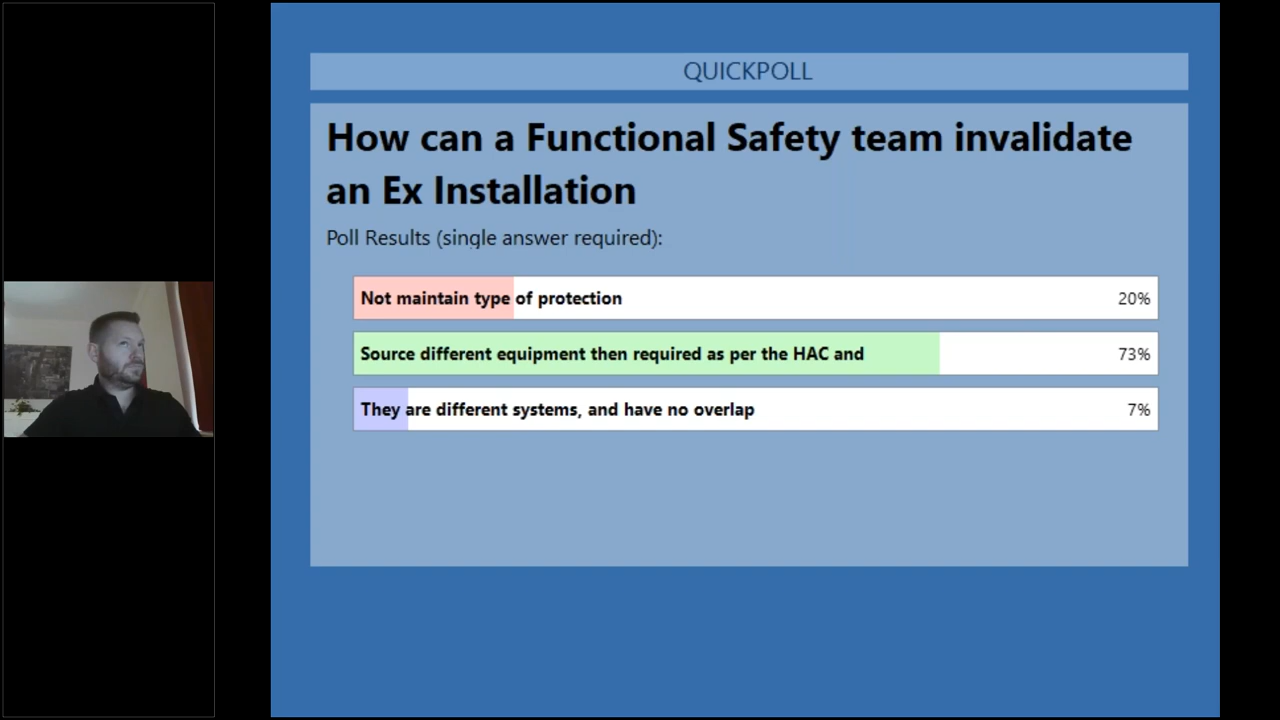 QUICKPOLL
How can a Functional Safety team invalidate
an Ex Installation
Poll Results (single answer required):
Not maintain type of protection 20%
Source different equipment then required as per the HAC and 73%
They are different systems, and have no overlap 7%